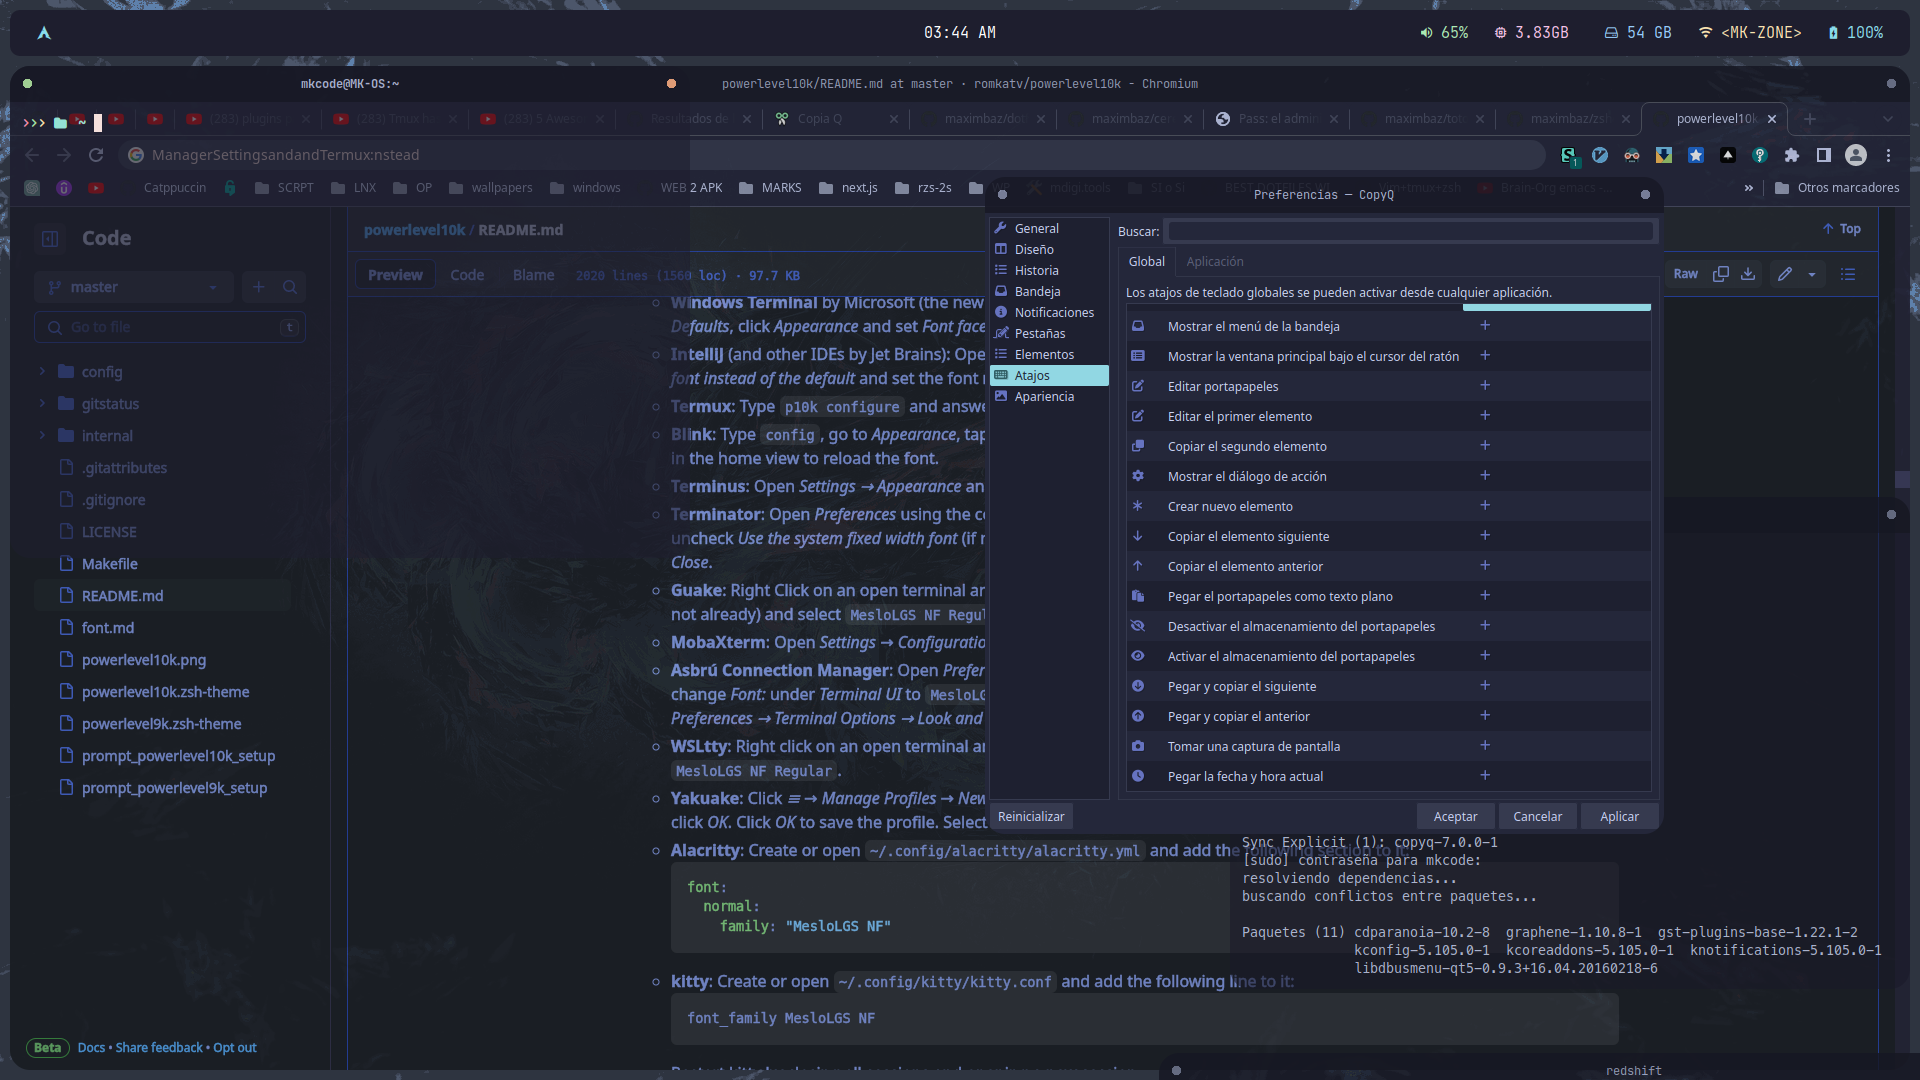 03:44 AM
65% 3.83GB 54 GB <MK-ZONE> 100%
mkcode@MK-OS:~
powerlevel10k/README.md at master · romkatv/powerlevel10k - Chromium
>>> ~
(283) plugins (283) Tmux ha (283) 5 Awes Resultados de Copia Q maximbaz/dotf maximbaz/cer Pass: el admin maximbaz/tot maximbaz/zsh powerlevel10k
ManagerSettingsandandTermux:nstead
Catppuccin SCRPT LNX OP wallpapers windows WEB 2 APK MARKS next.js rzs-2s mdigi.tools SI o Si Brain-Org emacs -... » Otros marcadores
Preferencias — CopyQ
Code
master
Go to file t
config
gitstatus
internal
.gitattributes
.gitignore
LICENSE
Makefile
README.md
font.md
powerlevel10k.png
powerlevel10k.zsh-theme
powerlevel9k.zsh-theme
prompt_powerlevel10k_setup
prompt_powerlevel9k_setup
Beta Docs • Share feedback • Opt out
powerlevel10k / README.md
Top
Preview Code Blame 2020 lines (1560 loc) · 97.7 KB
Raw
Windows Terminal by Microsoft (the new
Defaults, click Appearance and set Font face
IntelliJ (and other IDEs by Jet Brains): Ope
font instead of the default and set the font
Termux: Type p10k configure and answe
Blink: Type config, go to Appearance, tap
in the home view to reload the font.
Terminus: Open Settings → Appearance an
Terminator: Open Preferences using the co
uncheck Use the system fixed width font (if
Close.
Guake: Right Click on an open terminal an
not already) and select MesloLGS NF Regul
MobaXterm: Open Settings → Configuratio
Asbrú Connection Manager: Open Prefer
change Font: under Terminal UI to MesloLG
Preferences → Terminal Options → Look and
WSLtty: Right click on an open terminal an
MesloLGS NF Regular.
Yakuake: Click ≡ → Manage Profiles → New
click OK. Click OK to save the profile. Select
Alacritty: Create or open ~/.config/alacritty/alacritty.yml and add the following section to it:
font:
normal:
family: "MesloLGS NF"
kitty: Create or open ~/.config/kitty/kitty.conf and add the following line to it:
font_family MesloLGS NF
General
Diseño
Historia
Bandeja
Notificaciones
Pestañas
Elementos
Atajos
Apariencia
Buscar:
Global Aplicación
Los atajos de teclado globales se pueden activar desde cualquier aplicación.
Mostrar el menú de la bandeja
Mostrar la ventana principal bajo el cursor del ratón
Editar portapapeles
Editar el primer elemento
Copiar el segundo elemento
Mostrar el diálogo de acción
Crear nuevo elemento
Copiar el elemento siguiente
Copiar el elemento anterior
Pegar el portapapeles como texto plano
Desactivar el almacenamiento del portapapeles
Activar el almacenamiento del portapapeles
Pegar y copiar el siguiente
Pegar y copiar el anterior
Tomar una captura de pantalla
Pegar la fecha y hora actual
Reinicializar Aceptar Cancelar Aplicar
Sync Explicit (1): copyq-7.0.0-1
[sudo] contraseña para mkcode:
resolviendo dependencias...
buscando conflictos entre paquetes...
Paquetes (11) cdparanoia-10.2-8 graphene-1.10.8-1 gst-plugins-base-1.22.1-2
kconfig-5.105.0-1 kcoreaddons-5.105.0-1 knotifications-5.105.0-1
libdbusmenu-qt5-0.9.3+16.04.20160218-6
redshift